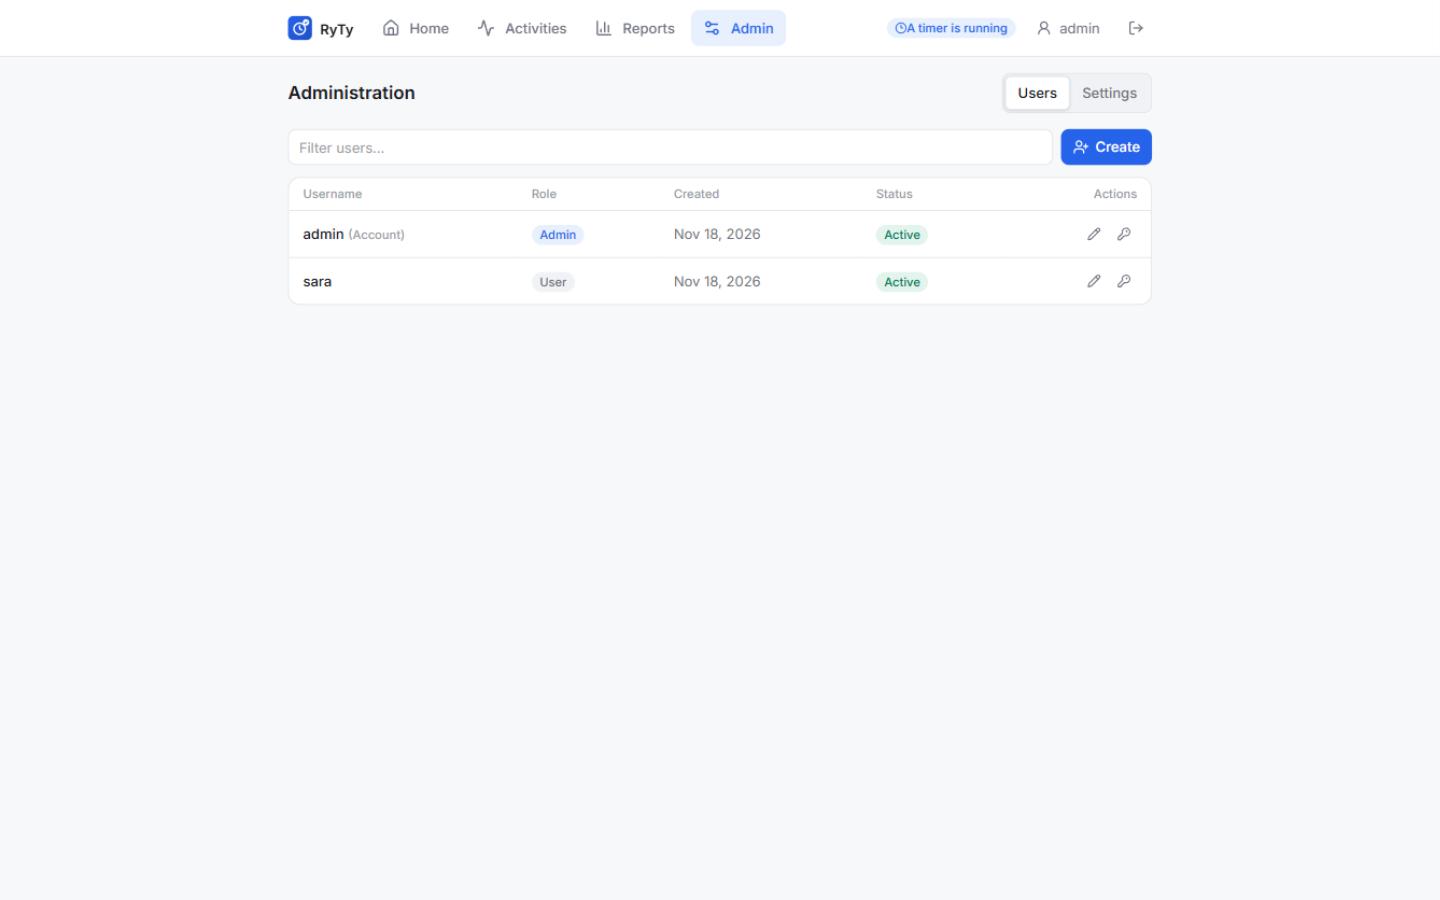 RyTy
Home
Activities
Reports
Admin
A timer is running
admin
Administration
Users
Settings
Filter users...
Create
Username
Role
Created
Status
Actions
admin (Account)
Admin
Nov 18, 2026
Active
sara
User
Nov 18, 2026
Active